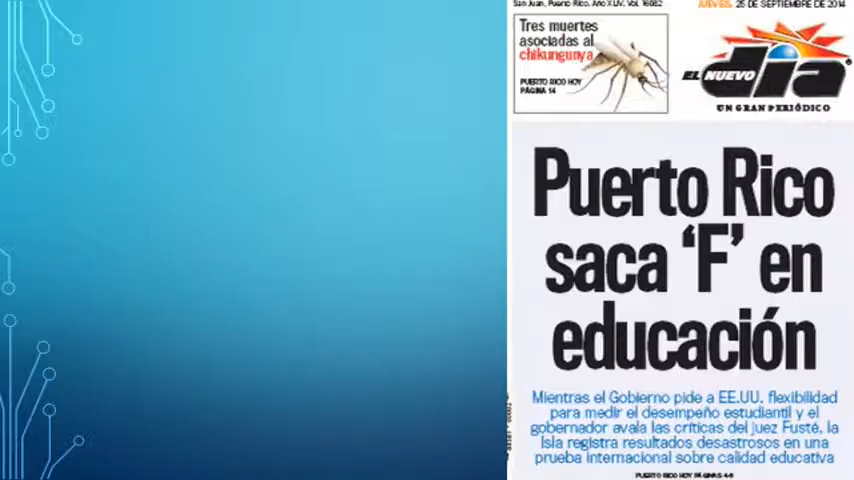 San Juan, Puerto Rico. Año XLIV. Vol. 16082
JUEVES, 25 DE SEPTIEMBRE DE 2014
Tres muertes
asociadas al
chikungunya
PUERTO RICO HOY
PÁGINA 14
EL NUEVO día
UN GRAN PERIÓDICO
Puerto Rico
saca ‘F’ en
educación
Mientras el Gobierno pide a EE.UU. flexibilidad
para medir el desempeño estudiantil y el
gobernador avala las críticas del juez Fusté, la
Isla registra resultados desastrosos en una
prueba internacional sobre calidad educativa
PUERTO RICO HOY PÁGINAS 4-6